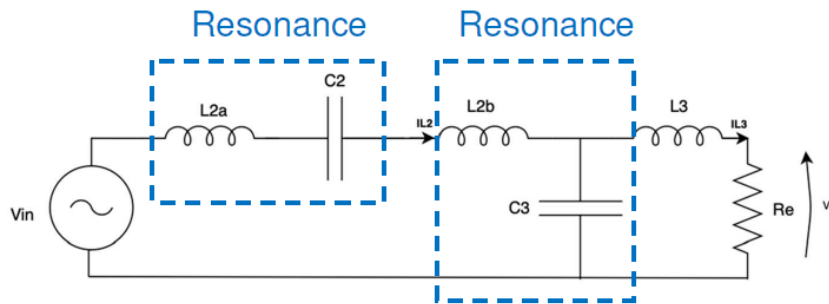 Resonance Resonance
C2
L2a
IL2
L2b
L3
IL3
Vin
C3
Re
V